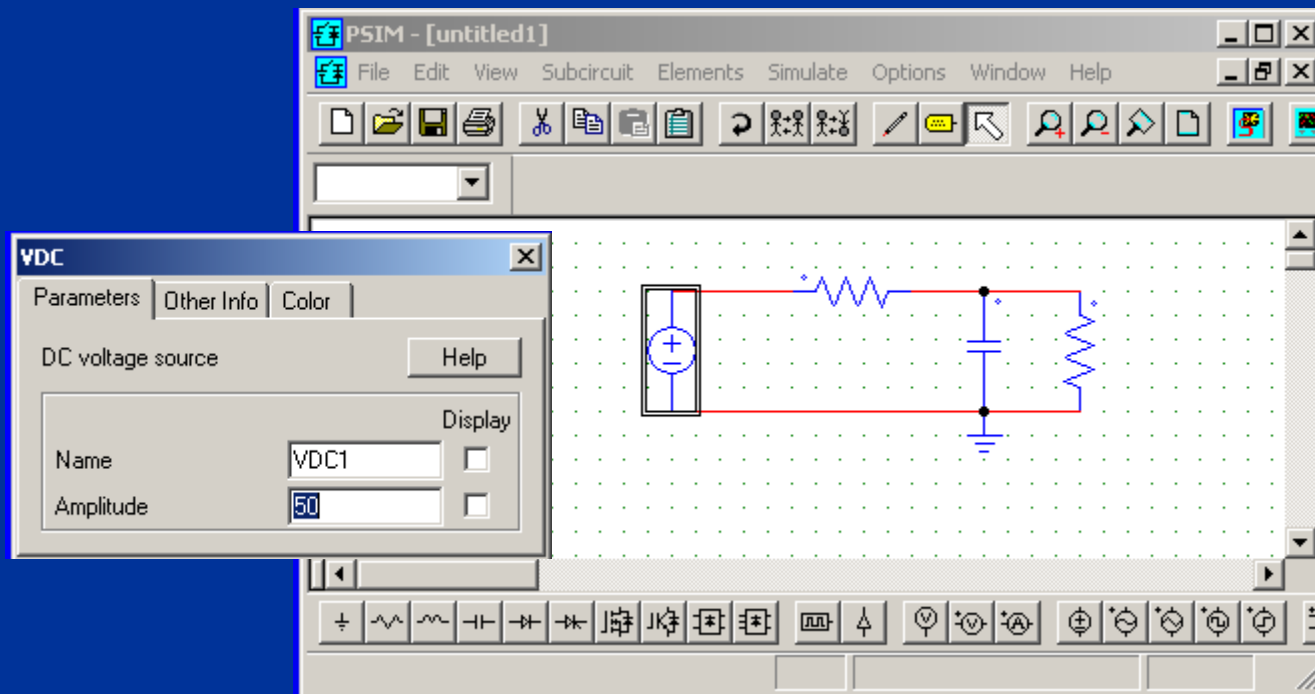 PSIM - [untitled1]
File Edit View Subcircuit Elements Simulate Options Window Help
VDC
Parameters Other Info Color
DC voltage source Help
Display
Name VDC1
Amplitude 50